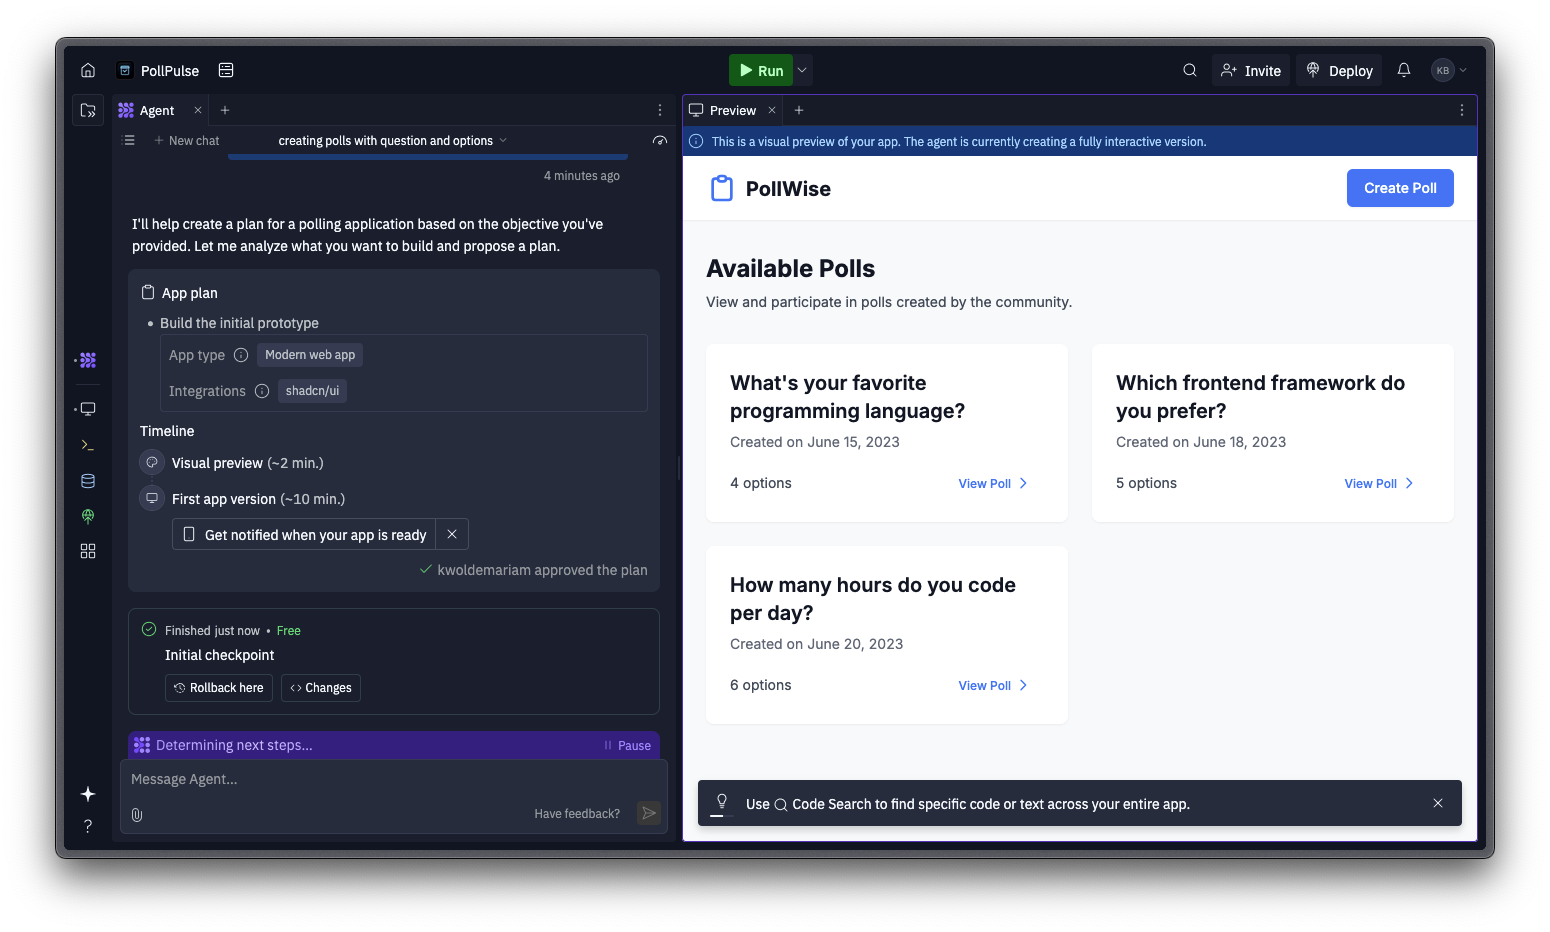 PollPulse
Run
Invite
Deploy
KB
Agent
New chat
creating polls with question and options
4 minutes ago
I'll help create a plan for a polling application based on the objective you've
provided. Let me analyze what you want to build and propose a plan.
App plan
Build the initial prototype
App type
Modern web app
Integrations
shadcn/ui
Timeline
Visual preview (~2 min.)
First app version (~10 min.)
Get notified when your app is ready
kwoldemariam approved the plan
Finished just now • Free
Initial checkpoint
Rollback here
Changes
Determining next steps...
Pause
Message Agent...
Have feedback?
Preview
This is a visual preview of your app. The agent is currently creating a fully interactive version.
PollWise
Create Poll
Available Polls
View and participate in polls created by the community.
What's your favorite
programming language?
Created on June 15, 2023
4 options
View Poll
Which frontend framework do
you prefer?
Created on June 18, 2023
5 options
View Poll
How many hours do you code
per day?
Created on June 20, 2023
6 options
View Poll
Use Code Search to find specific code or text across your entire app.